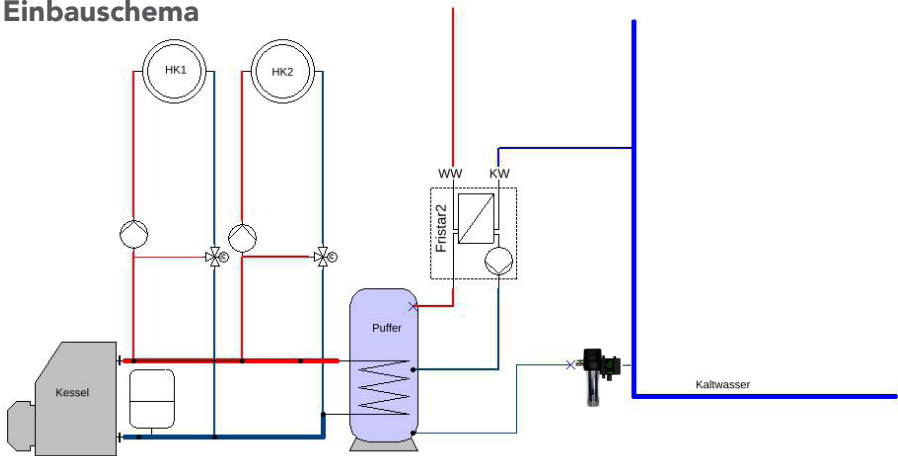 Einbauschema
HK1
HK2
WW
KW
Fristar2
Puffer
Kessel
Kaltwasser